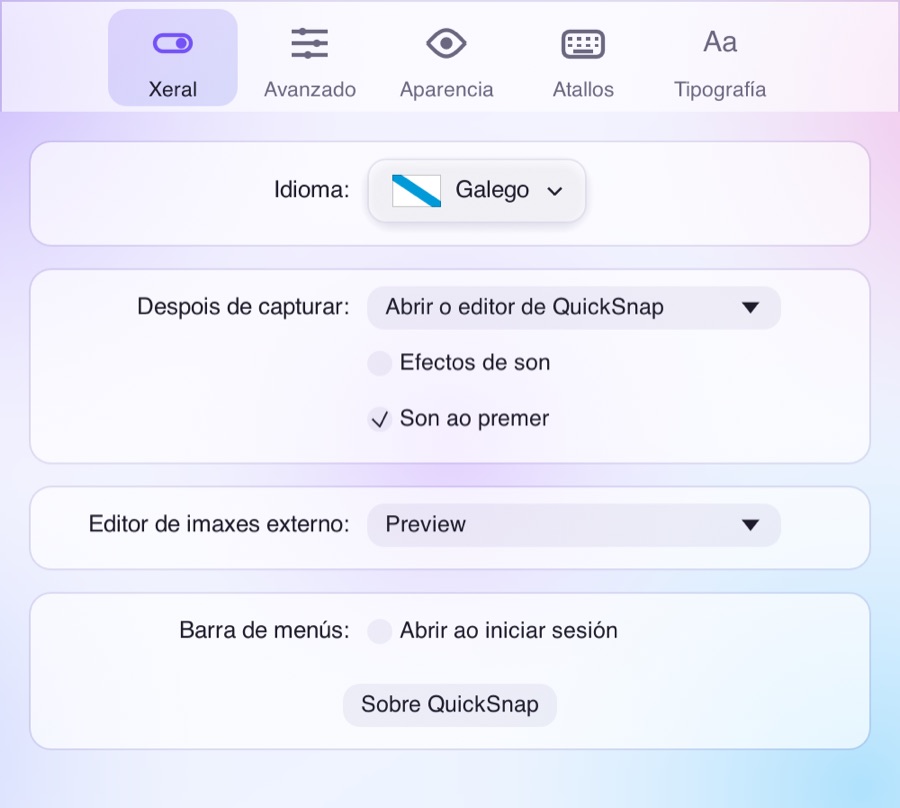 Aa
Xeral Avanzado Aparencia Atallos Tipografía
Idioma: Galego
Despois de capturar: Abrir o editor de QuickSnap
Efectos de son
Son ao premer
Editor de imaxes externo: Preview
Barra de menús: Abrir ao iniciar sesión
Sobre QuickSnap